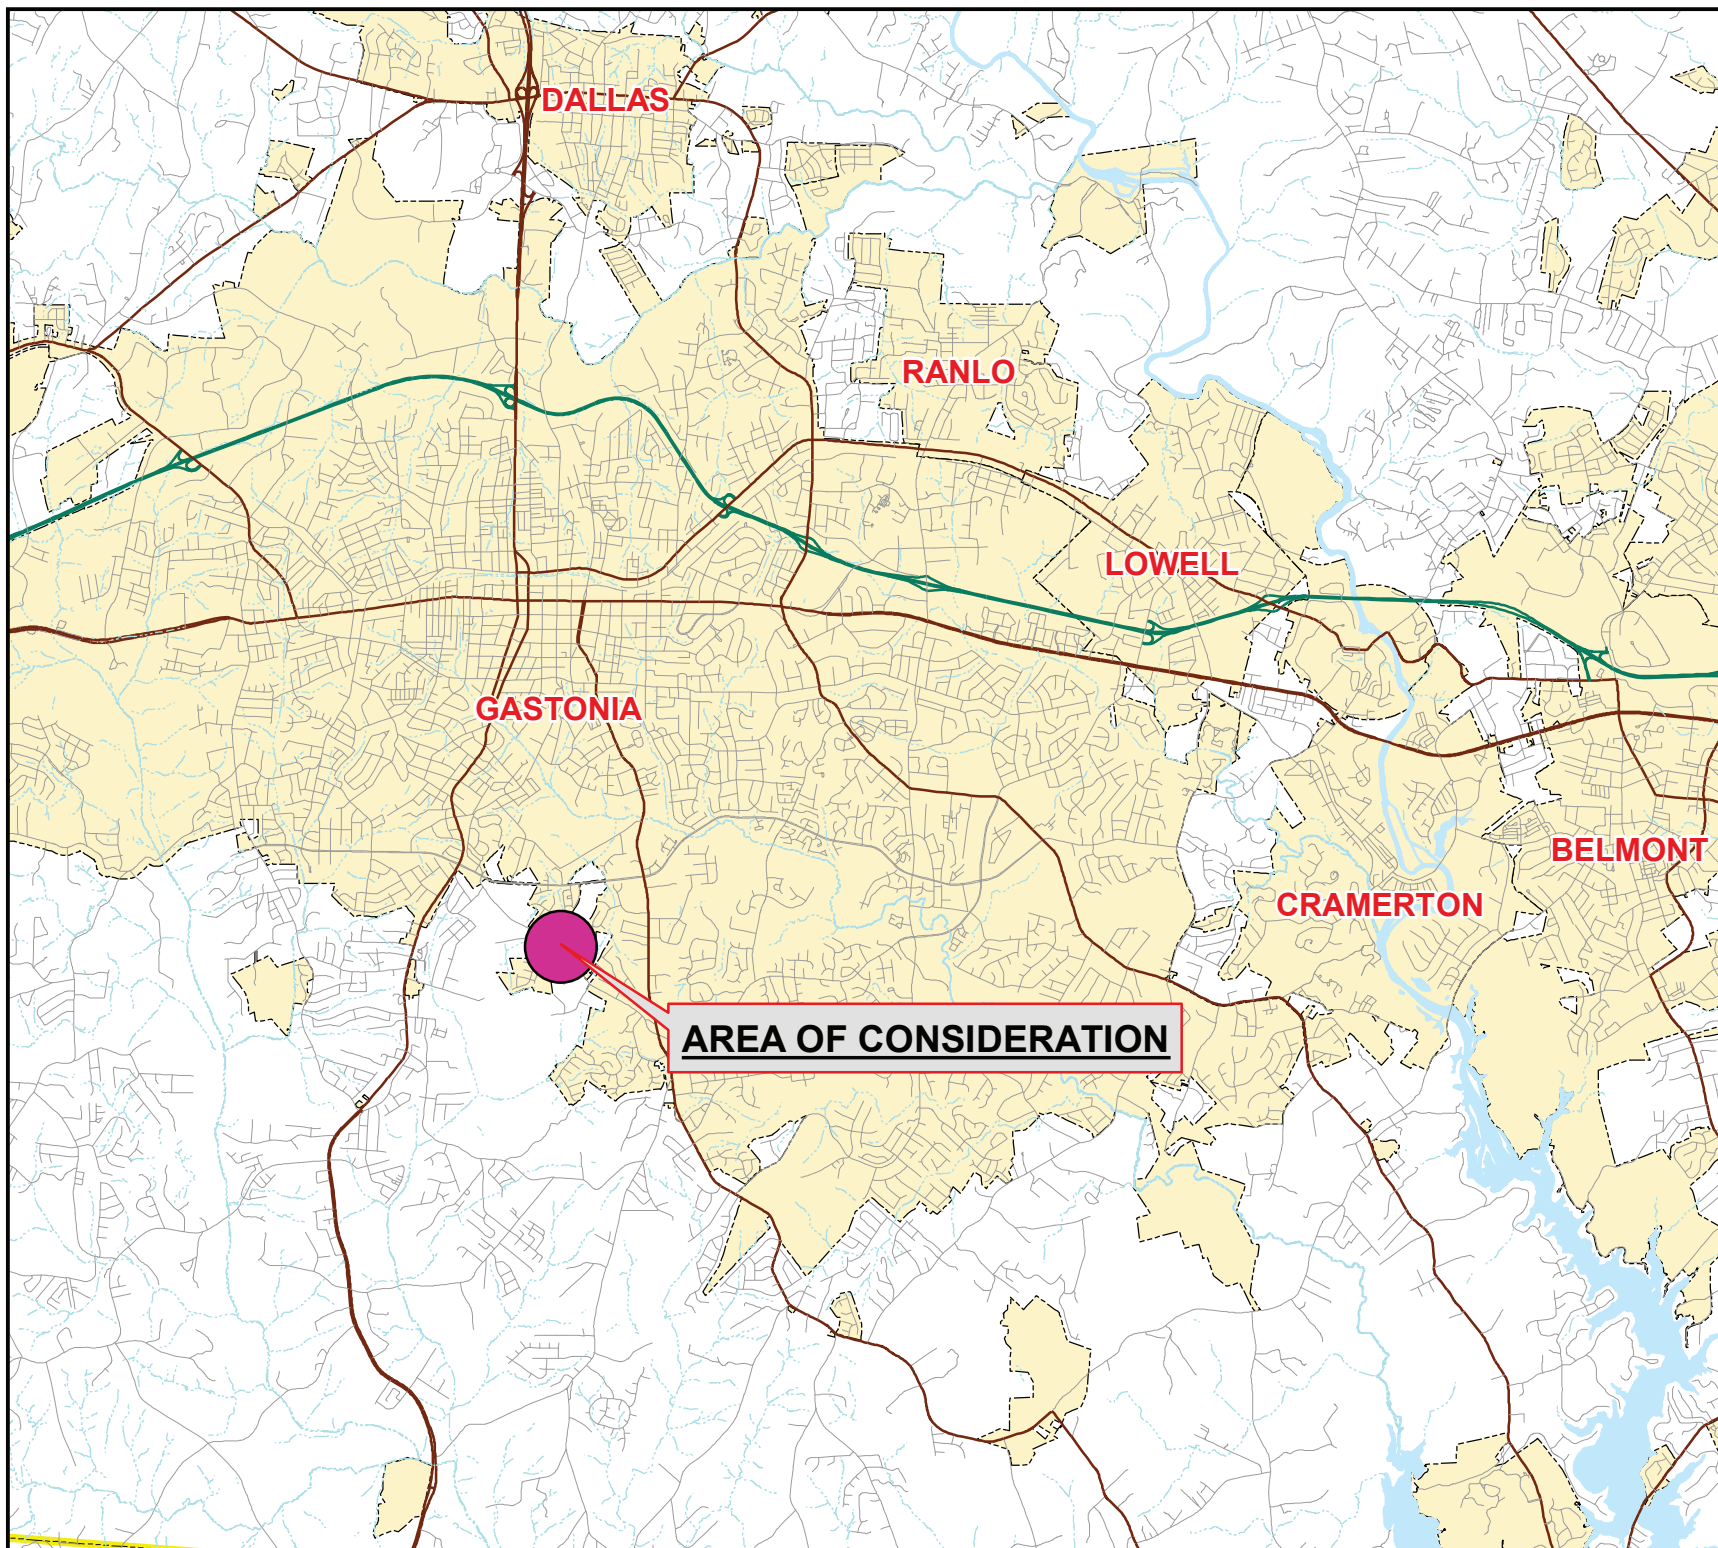 DALLAS
RANLO
LOWELL
GASTONIA
BELMONT
CRAMERTON
AREA OF CONSIDERATION